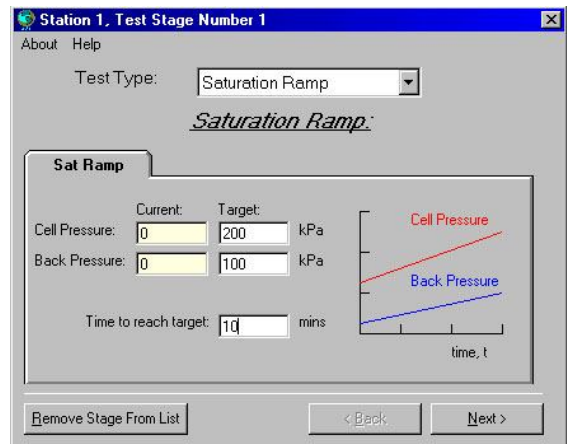 Station 1, Test Stage Number 1
About Help
Test Type: Saturation Ramp
Saturation Ramp:
Sat Ramp
Current: Target:
Cell Pressure: 0 200 kPa
Back Pressure: 0 100 kPa
Time to reach target: 10 mins
Cell Pressure
Back Pressure
time, t
Remove Stage From List < Back Next >